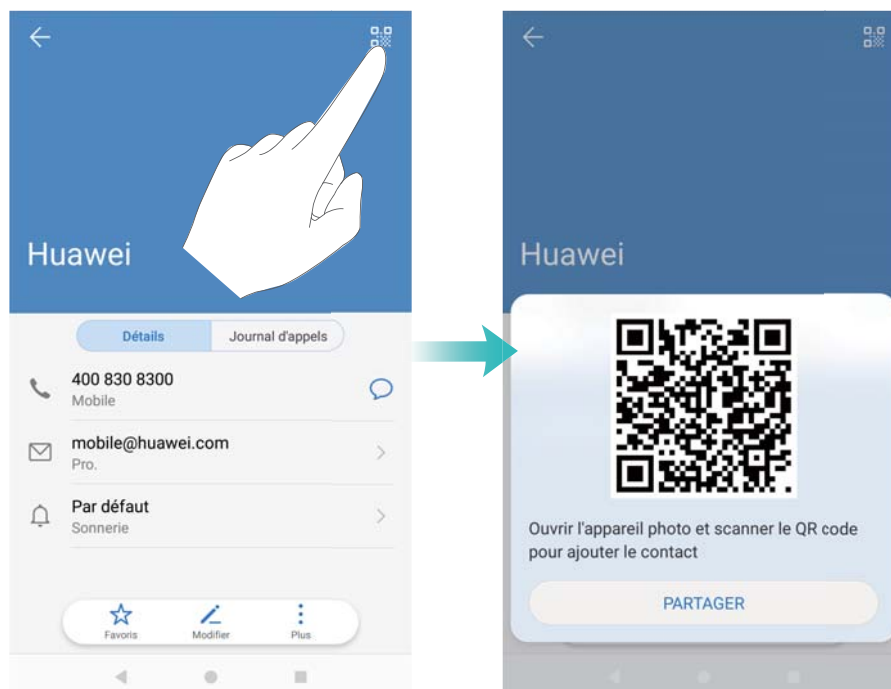 Huawei
Détails
Journal d'appels
400 830 8300
Mobile
mobile@huawei.com
Pro.
Par défaut
Sonnerie
Favoris
Modifier
Plus
Huawei
Ouvrir l'appareil photo et scanner le QR code
pour ajouter le contact
PARTAGER